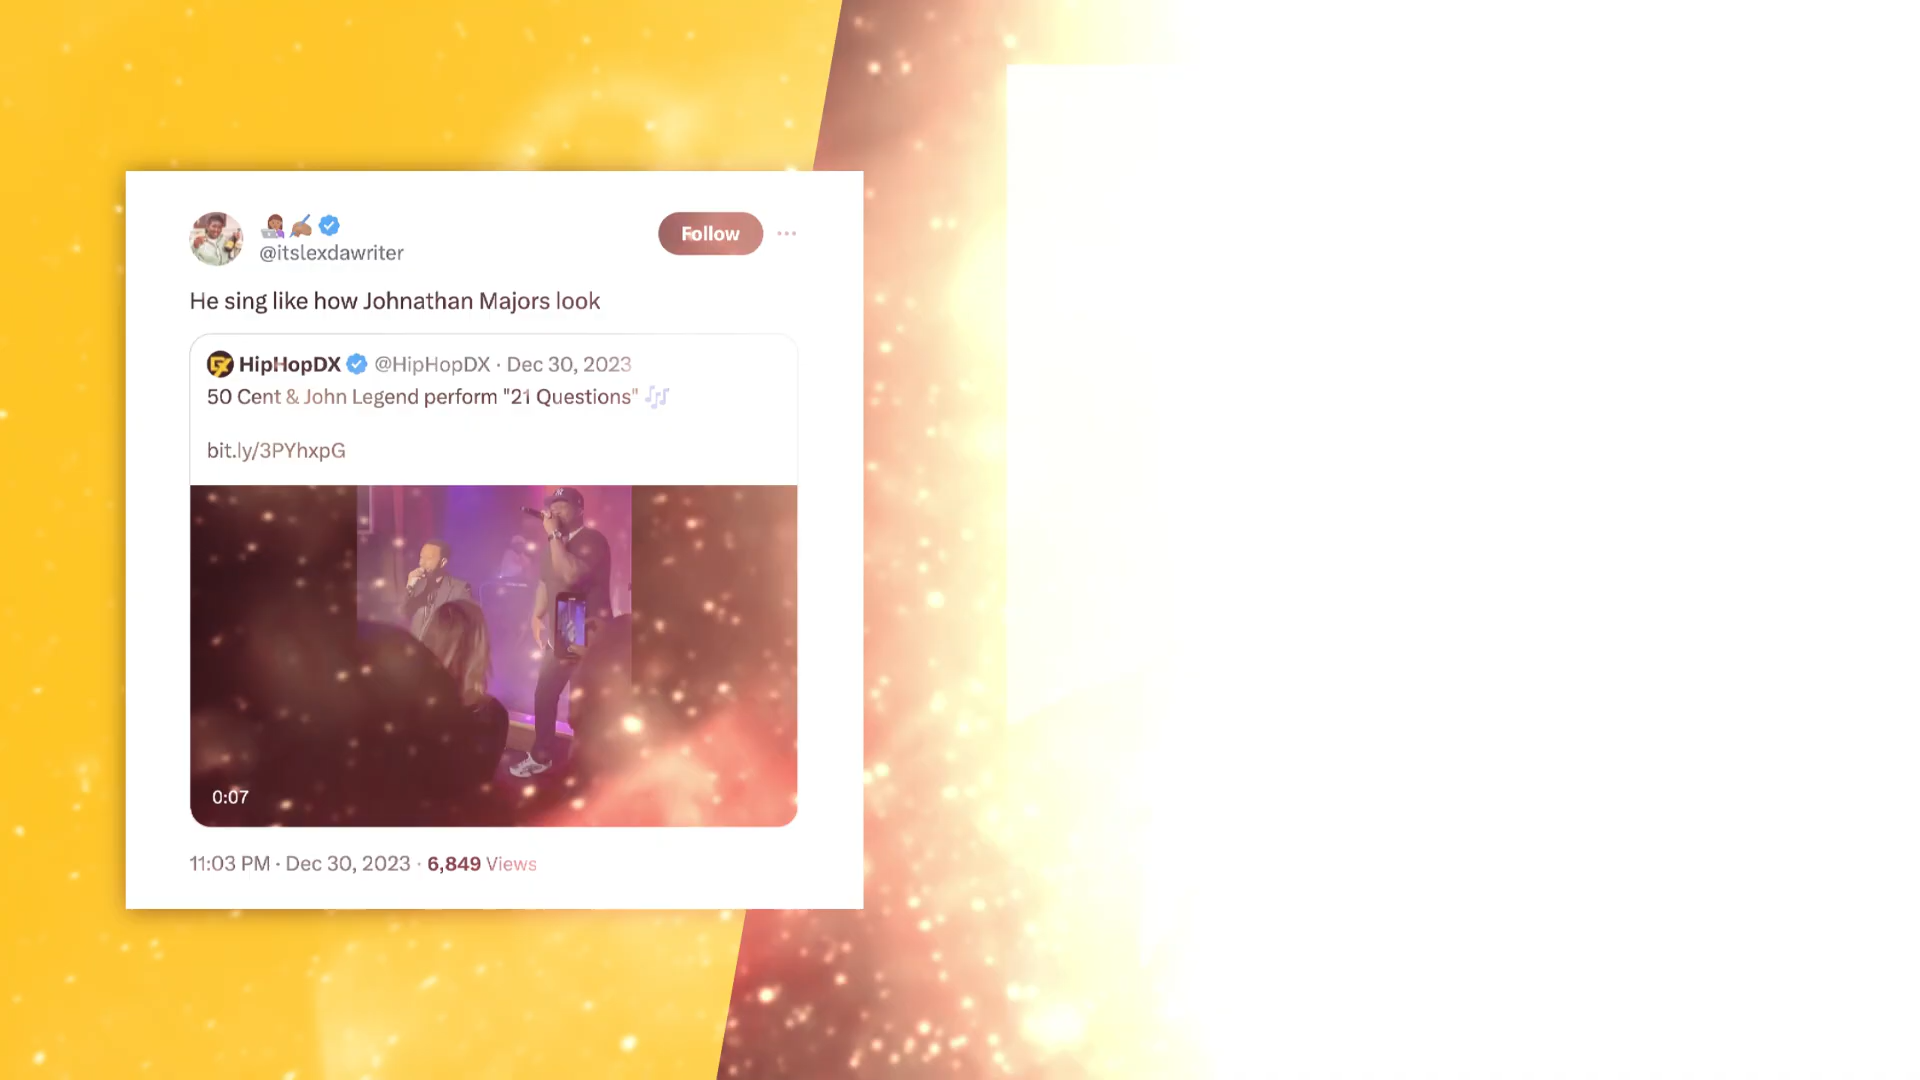 @itslexdawriter
Follow
He sing like how Johnathan Majors look
HipHopDX @HipHopDX · Dec 30, 2023
50 Cent & John Legend perform "21 Questions" 🎶
bit.ly/3PYhxpG
0:07
11:03 PM · Dec 30, 2023 · 6,849 Views